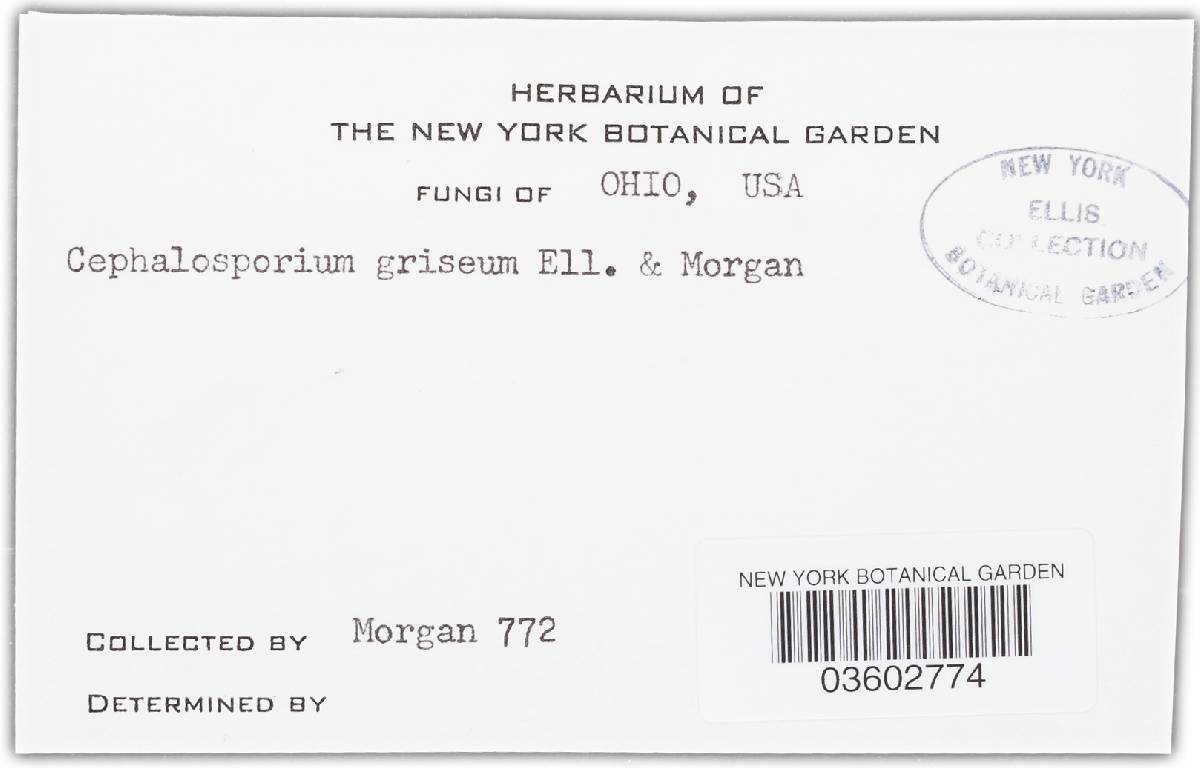 HERBARIUM OF
THE NEW YORK BOTANICAL GARDEN
FUNGI OF OHIO, USA
NEW YORK
ELLIS
COLLECTION
BOTANICAL GARDEN
Cephalosporium griseum Ell. & Morgan
NEW YORK BOTANICAL GARDEN
03602774
COLLECTED BY Morgan 772
DETERMINED BY